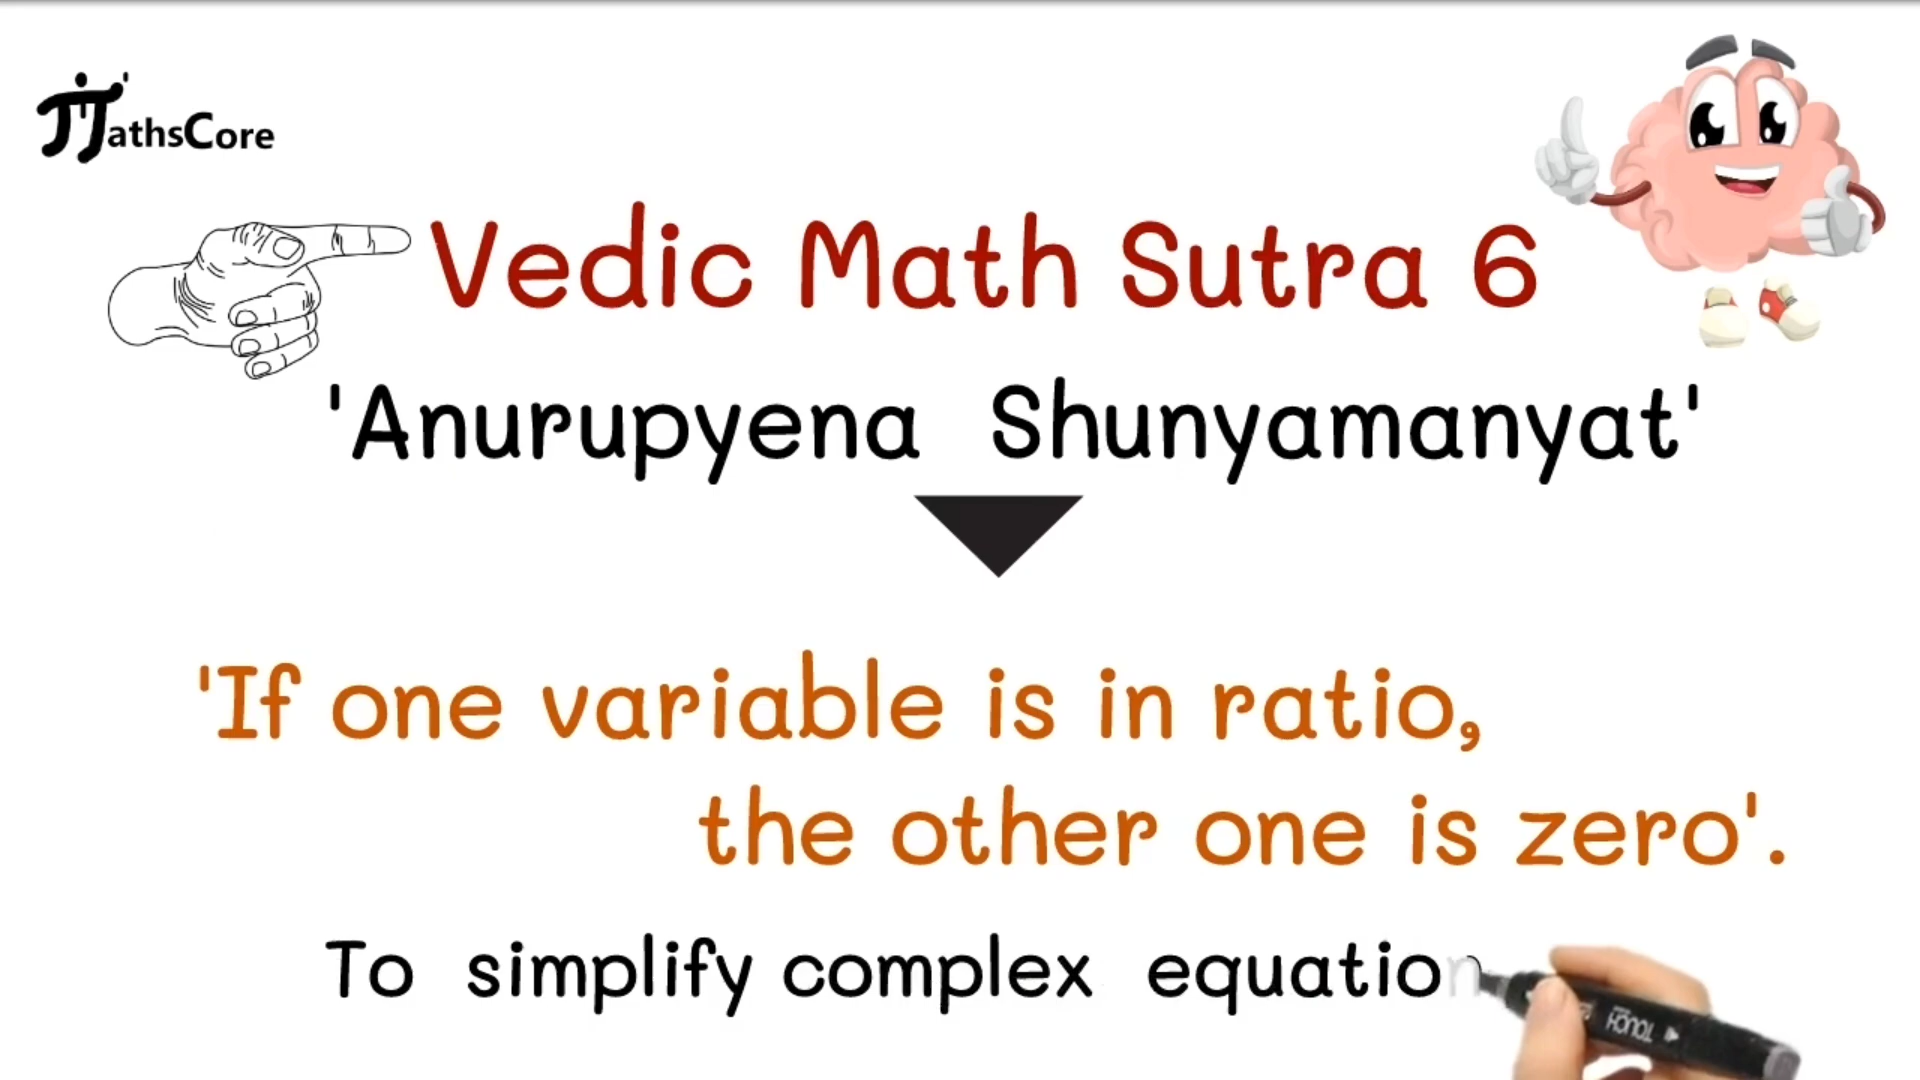 MathsCore
Vedic Math Sutra 6
'Anurupyena Shunyamanyat'
'If one variable is in ratio,
the other one is zero'.
To simplify complex equation
TOUCH